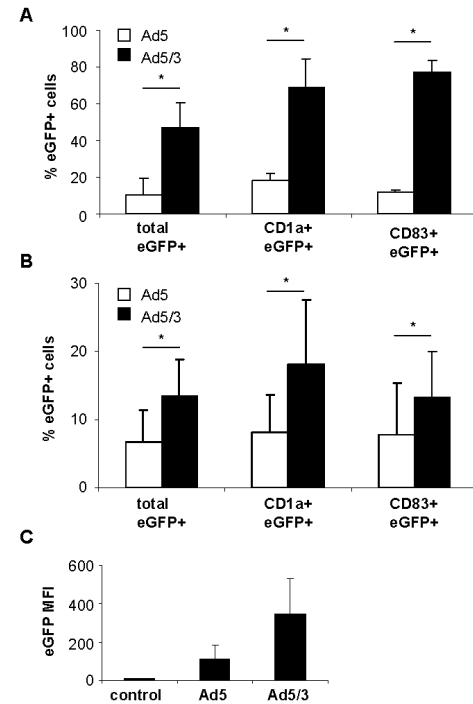 A
100
80
60
40
20
0
% eGFP+ cells
Ad5
Ad5/3
*
*
*
total
eGFP+
CD1a+
eGFP+
CD83+
eGFP+
B
30
20
10
0
% eGFP+ cells
Ad5
Ad5/3
*
*
*
total
eGFP+
CD1a+
eGFP+
CD83+
eGFP+
C
600
400
200
0
eGFP MFI
control
Ad5
Ad5/3